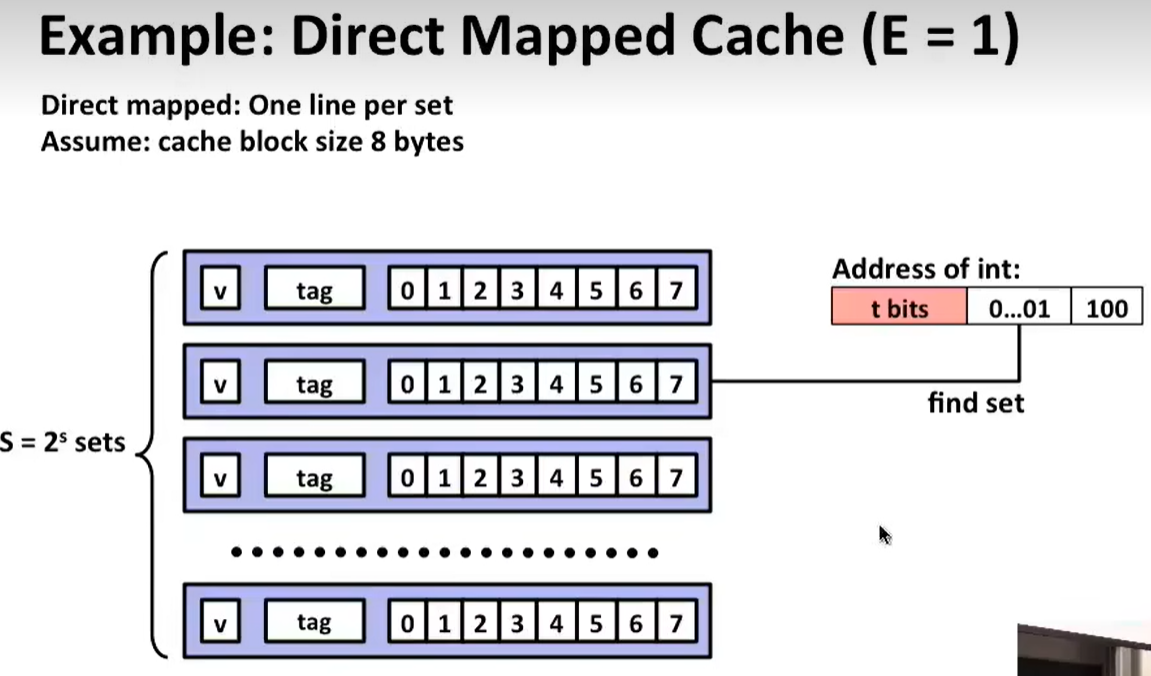 Example: Direct Mapped Cache (E = 1)
Direct mapped: One line per set
Assume: cache block size 8 bytes
Address of int:
v tag 0 1 2 3 4 5 6 7
t bits 0...01 100
v tag 0 1 2 3 4 5 6 7
find set
S = 2ˢ sets
v tag 0 1 2 3 4 5 6 7
v tag 0 1 2 3 4 5 6 7